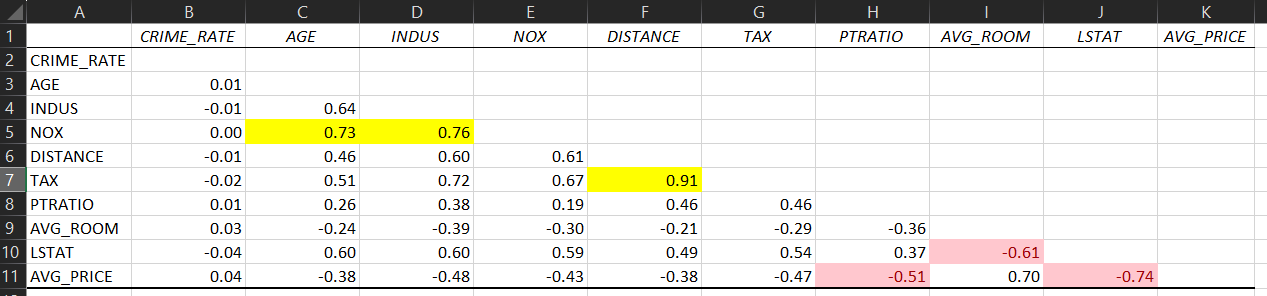 A B C D E F G H I J K
1 CRIME_RATE AGE INDUS NOX DISTANCE TAX PTRATIO AVG_ROOM LSTAT AVG_PRICE
2 CRIME_RATE
3 AGE 0.01
4 INDUS -0.01 0.64
5 NOX 0.00 0.73 0.76
6 DISTANCE -0.01 0.46 0.60 0.61
7 TAX -0.02 0.51 0.72 0.67 0.91
8 PTRATIO 0.01 0.26 0.38 0.19 0.46 0.46
9 AVG_ROOM 0.03 -0.24 -0.39 -0.30 -0.21 -0.29 -0.36
10 LSTAT -0.04 0.60 0.60 0.59 0.49 0.54 0.37 -0.61
11 AVG_PRICE 0.04 -0.38 -0.48 -0.43 -0.38 -0.47 -0.51 0.70 -0.74